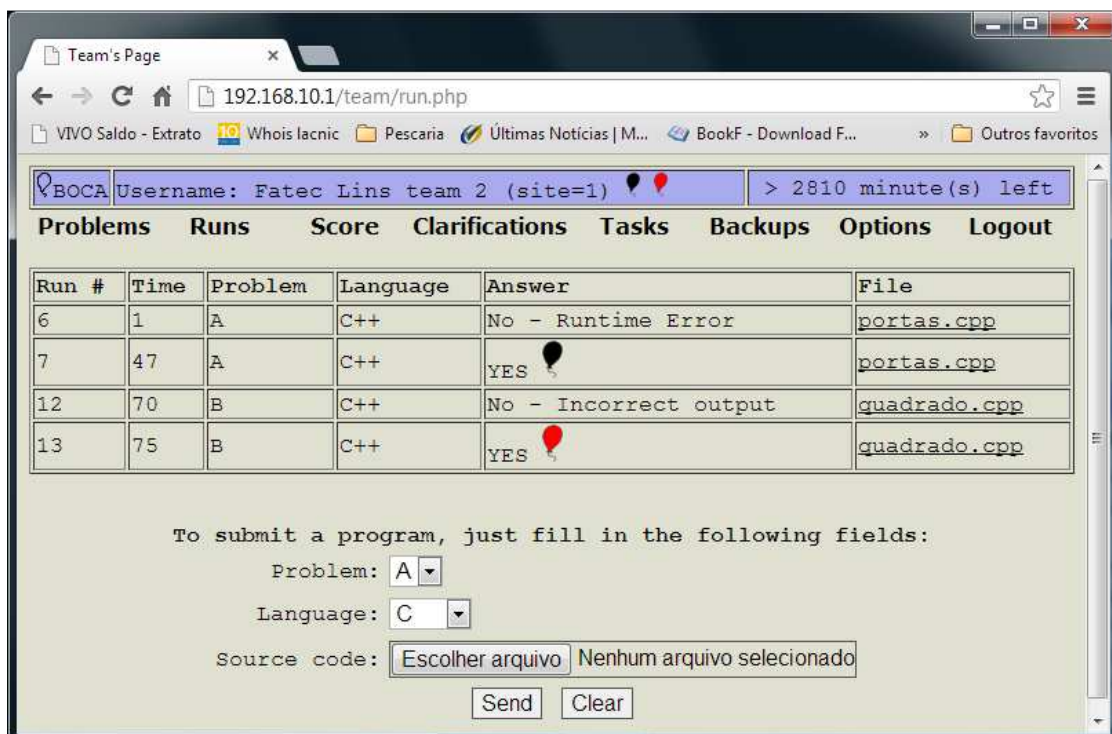 Team's Page
192.168.10.1/team/run.php
VIVO Saldo - Extrato Whois lacnic Pescaria Últimas Notícias | M... BookF - Download F... » Outros favoritos
BOCA Username: Fatec Lins team 2 (site=1) > 2810 minute(s) left
Problems Runs Score Clarifications Tasks Backups Options Logout
Run # Time Problem Language Answer File
6 1 A C++ No - Runtime Error portas.cpp
7 47 A C++ YES portas.cpp
12 70 B C++ No - Incorrect output quadrado.cpp
13 75 B C++ YES quadrado.cpp
To submit a program, just fill in the following fields:
Problem: A
Language: C
Source code: Escolher arquivo Nenhum arquivo selecionado
Send Clear